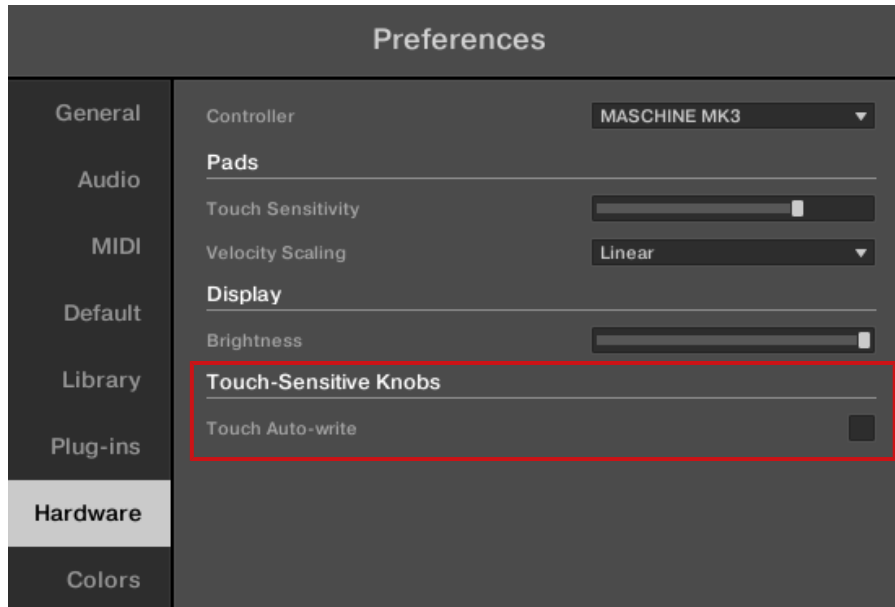 Preferences
General
Audio
MIDI
Default
Library
Plug-ins
Hardware
Colors
Controller MASCHINE MK3
Pads
Touch Sensitivity
Velocity Scaling Linear
Display
Brightness
Touch-Sensitive Knobs
Touch Auto-write